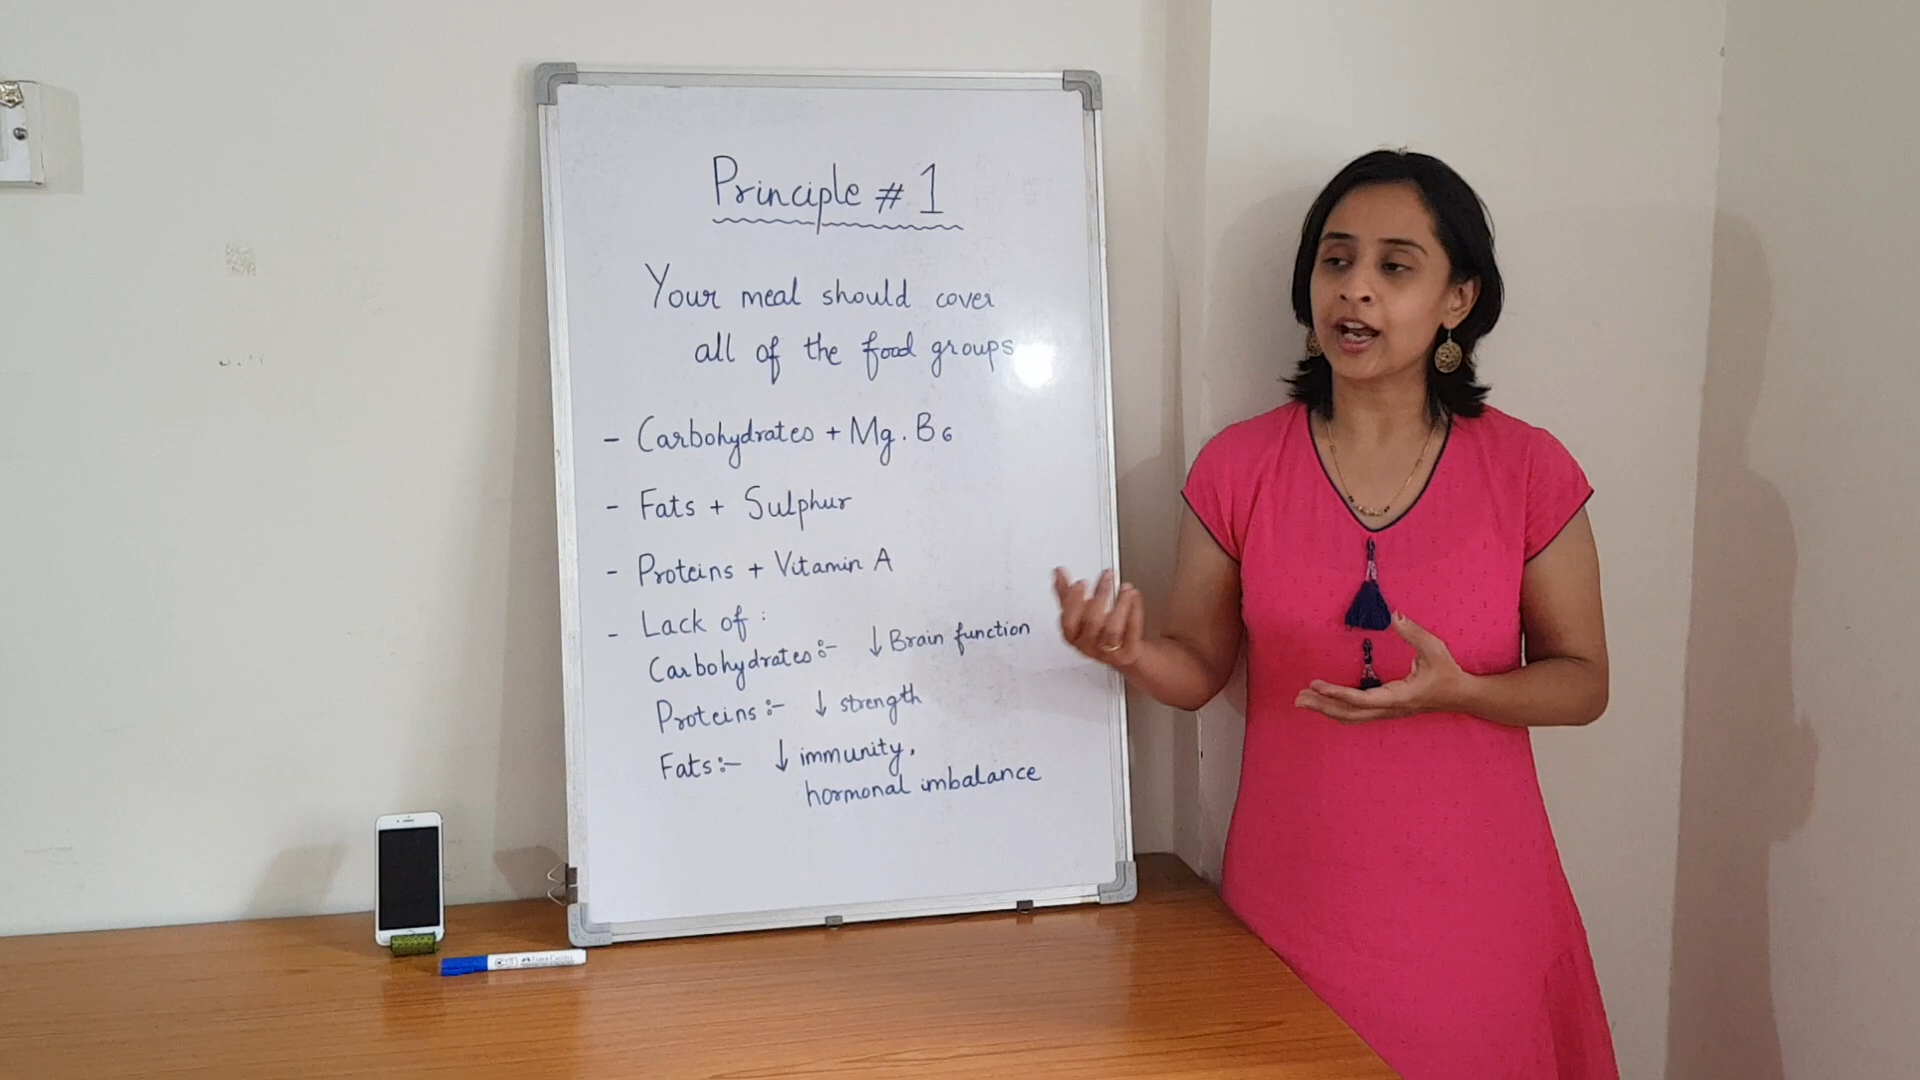 Principle # 1
Your meal should cover
all of the food groups
- Carbohydrates + Mg. B6
- Fats + Sulphur
- Proteins + Vitamin A
- Lack of :
Carbohydrates:- ↓ Brain function
Proteins:- ↓ strength
Fats:- ↓ immunity,
hormonal imbalance